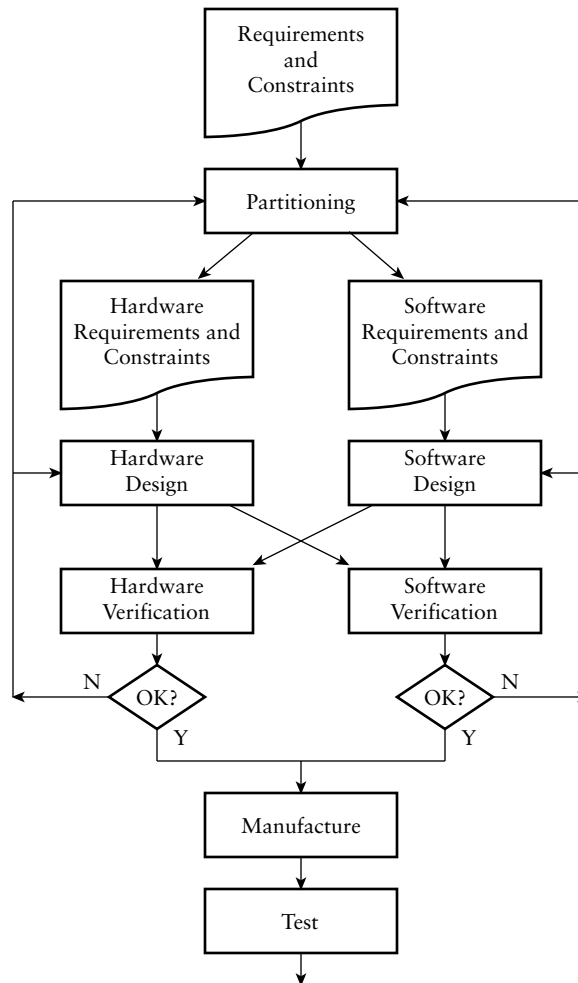 Requirements
and
Constraints
Partitioning
Hardware
Requirements and
Constraints
Software
Requirements and
Constraints
Hardware
Design
Software
Design
Hardware
Verification
Software
Verification
N
OK?
Y
OK?
N
Y
Manufacture
Test